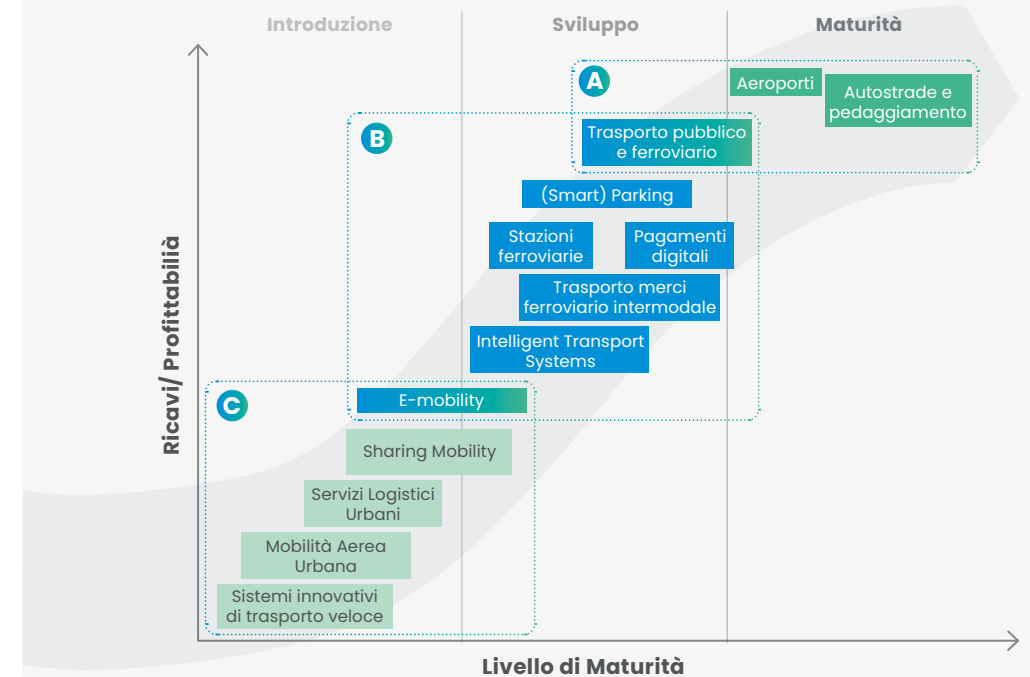 Introduzione
Sviluppo
Maturità
A
Aeroporti
Autostrade e
pedaggiamento
B
Trasporto pubblico
e ferroviario
(Smart) Parking
Stazioni
ferroviarie
Pagamenti
digitali
Trasporto merci
ferroviario intermodale
Intelligent Transport
Systems
C
E-mobility
Sharing Mobility
Servizi Logistici
Urbani
Mobilità Aerea
Urbana
Sistemi innovativi
di trasporto veloce
Ricavi/ Profittabilià
Livello di Maturità